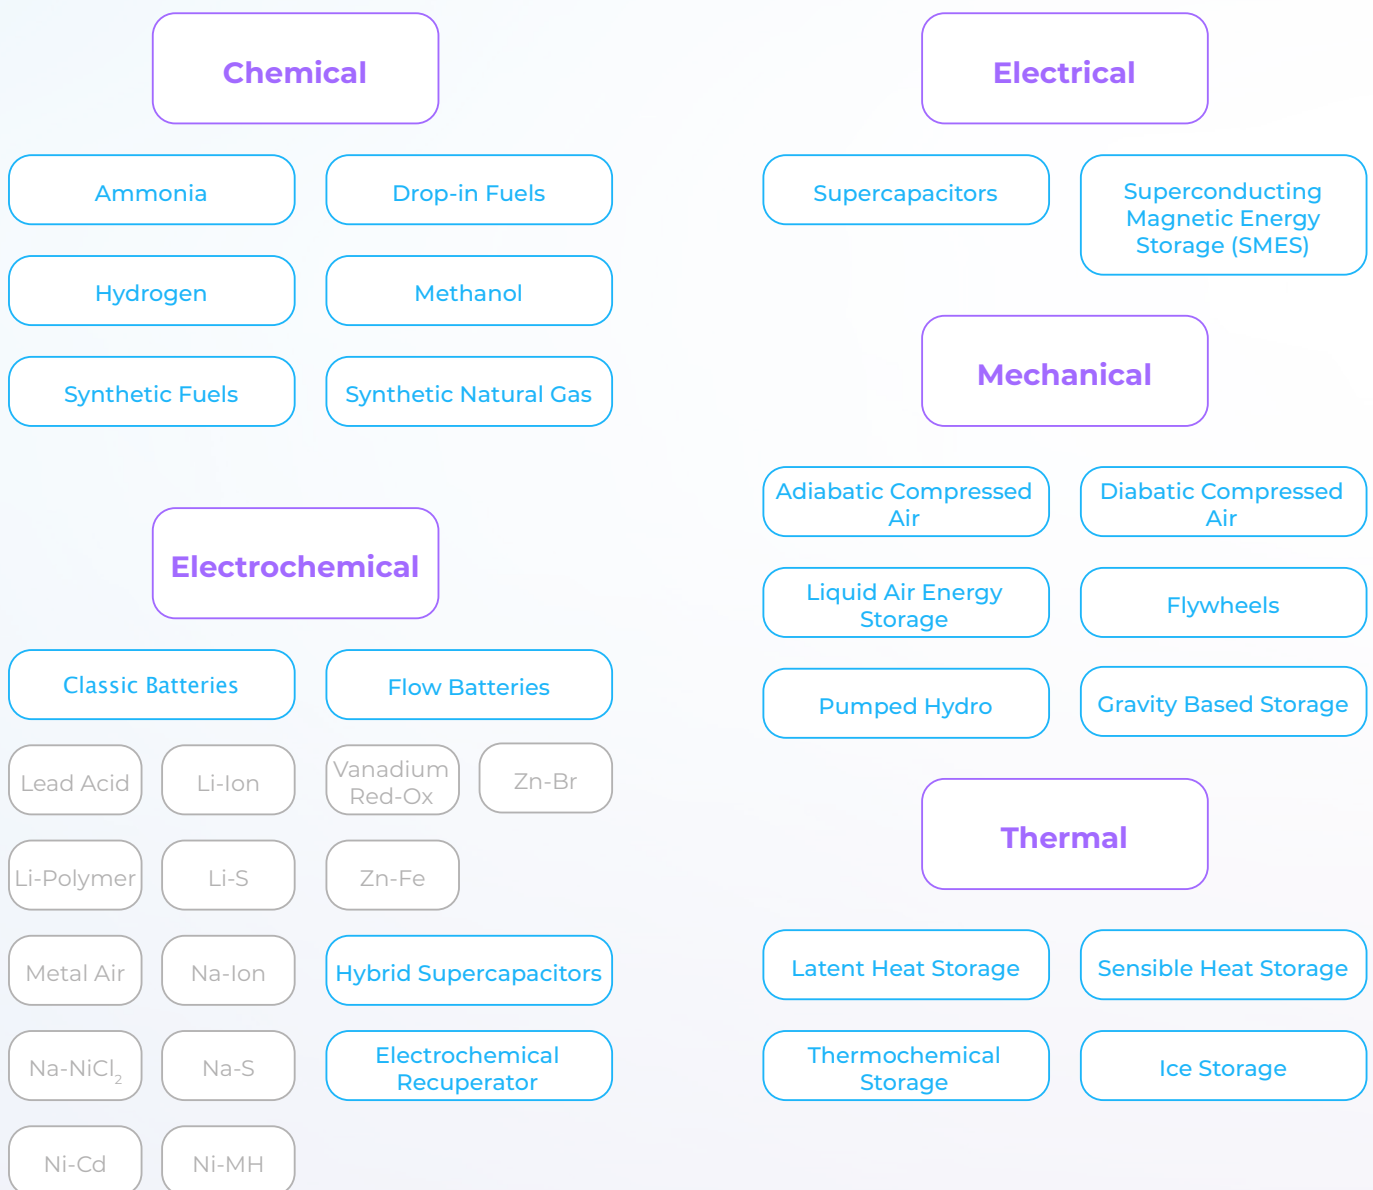 Chemical
Ammonia
Drop-in Fuels
Hydrogen
Methanol
Synthetic Fuels
Synthetic Natural Gas
Electrochemical
Classic Batteries
Flow Batteries
Lead Acid
Li-Ion
Vanadium
Red-Ox
Zn-Br
Li-Polymer
Li-S
Zn-Fe
Metal Air
Na-Ion
Hybrid Supercapacitors
Na-NiCl₂
Na-S
Electrochemical
Recuperator
Ni-Cd
Ni-MH
Electrical
Supercapacitors
Superconducting
Magnetic Energy
Storage (SMES)
Mechanical
Adiabatic Compressed
Air
Diabatic Compressed
Air
Liquid Air Energy
Storage
Flywheels
Pumped Hydro
Gravity Based Storage
Thermal
Latent Heat Storage
Sensible Heat Storage
Thermochemical
Storage
Ice Storage